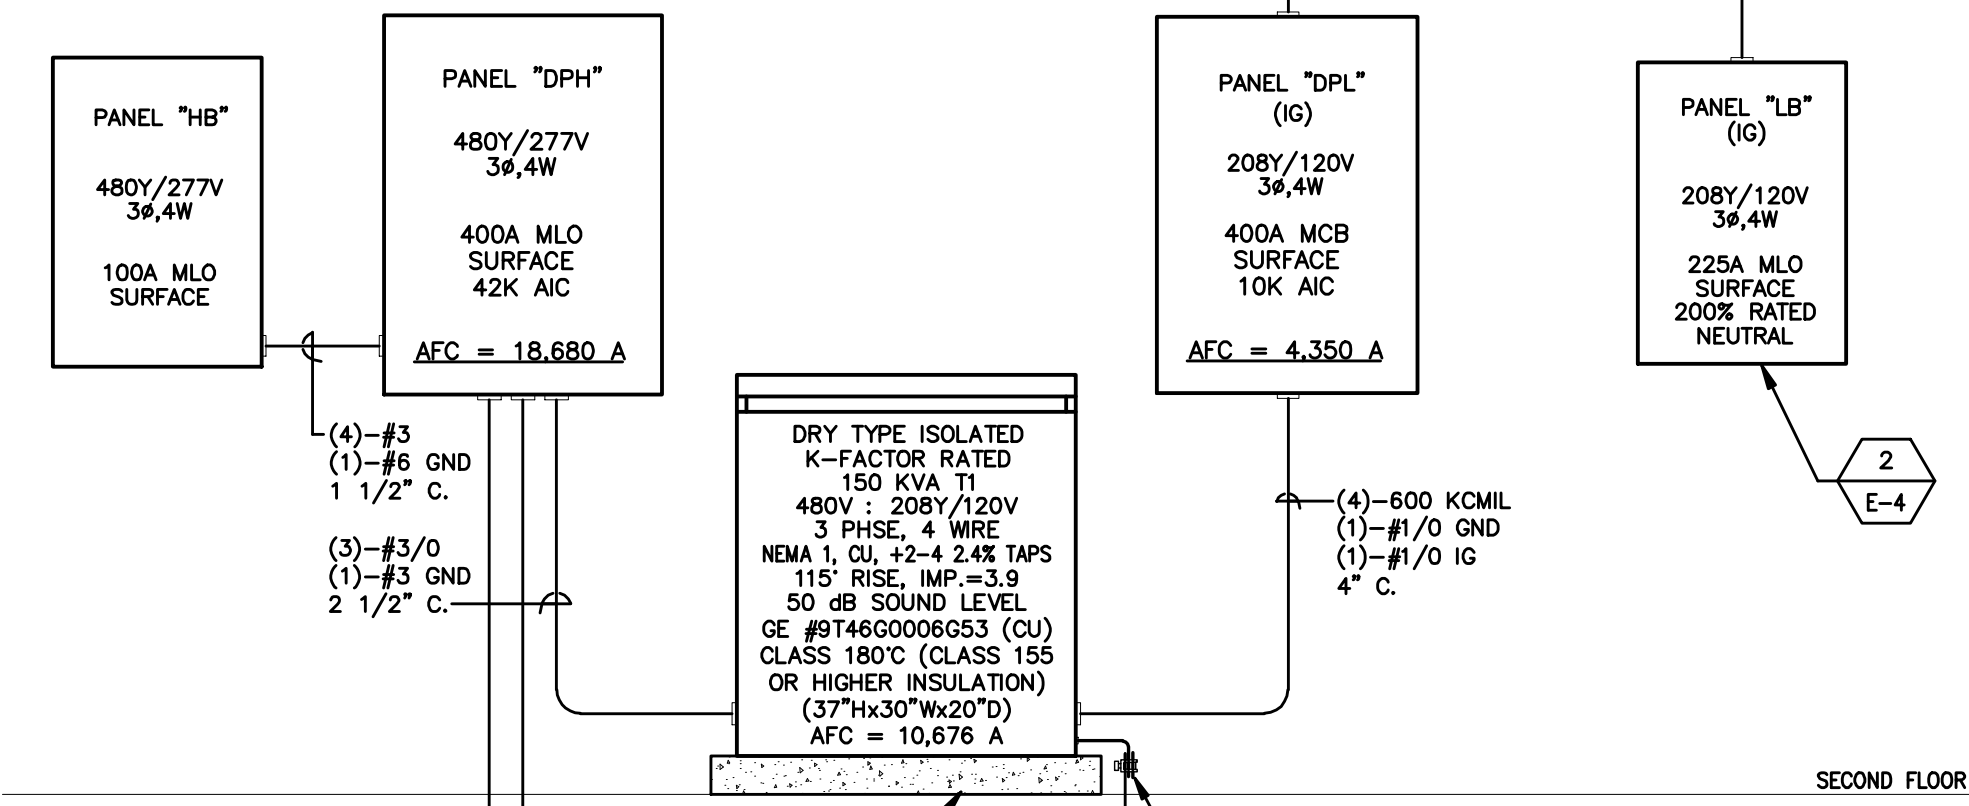 PANEL "HB"
480Y/277V
3ø,4W
100A MLO
SURFACE
PANEL "DPH"
480Y/277V
3ø,4W
400A MLO
SURFACE
42K AIC
AFC = 18,680 A
(4)-#3
(1)-#6 GND
1 1/2" C.
(3)-#3/0
(1)-#3 GND
2 1/2" C.
DRY TYPE ISOLATED
K-FACTOR RATED
150 KVA T1
480V : 208Y/120V
3 PHSE, 4 WIRE
NEMA 1, CU, +2-4 2.4% TAPS
115° RISE, IMP.=3.9
50 dB SOUND LEVEL
GE #9T46G0006G53 (CU)
CLASS 180°C (CLASS 155
OR HIGHER INSULATION)
(37"Hx30"Wx20"D)
AFC = 10,676 A
PANEL "DPL"
(IG)
208Y/120V
3ø,4W
400A MCB
SURFACE
10K AIC
AFC = 4,350 A
(4)-600 KCMIL
(1)-#1/0 GND
(1)-#1/0 IG
4" C.
PANEL "LB"
(IG)
208Y/120V
3ø,4W
225A MLO
SURFACE
200% RATED
NEUTRAL
2
E-4
SECOND FLOOR